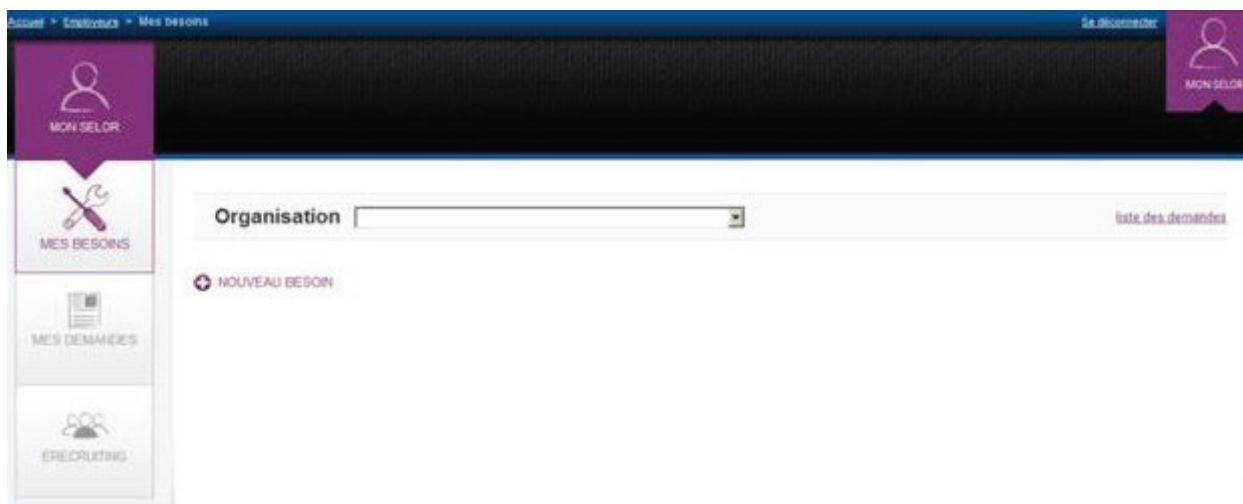 Accueil > Employeurs > Mes besoins
Se déconnecter
MON SELOR
MON SELOR
MES BESOINS
Organisation
liste des demandes
NOUVEAU BESOIN
MES DEMANDES
ERECRUITING